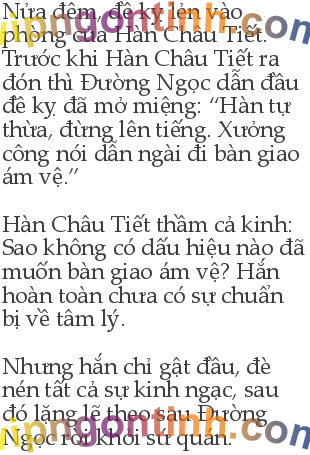 Nửa đêm, đề kỵ lẻn vào
phòng của Hàn Châu Tiết.
Trước khi Hàn Châu Tiết ra
đón thì Đường Ngọc dẫn đầu
đề kỵ đã mở miệng: “Hàn tự
thừa, đừng lên tiếng. Xưởng
công nói dẫn ngài đi bàn giao
ám vệ.”
Hàn Châu Tiết thầm cả kinh:
Sao không có dấu hiệu nào đã
muốn bàn giao ám vệ? Hắn
hoàn toàn chưa có sự chuẩn
bị về tâm lý.
Nhưng hắn chỉ gật đầu, đè
nén tất cả sự kinh ngạc, sau
đó lặng lẽ theo sau Đường
Ngọc rời khỏi sứ quán.
vipngontinh.com
vipngontinh.com